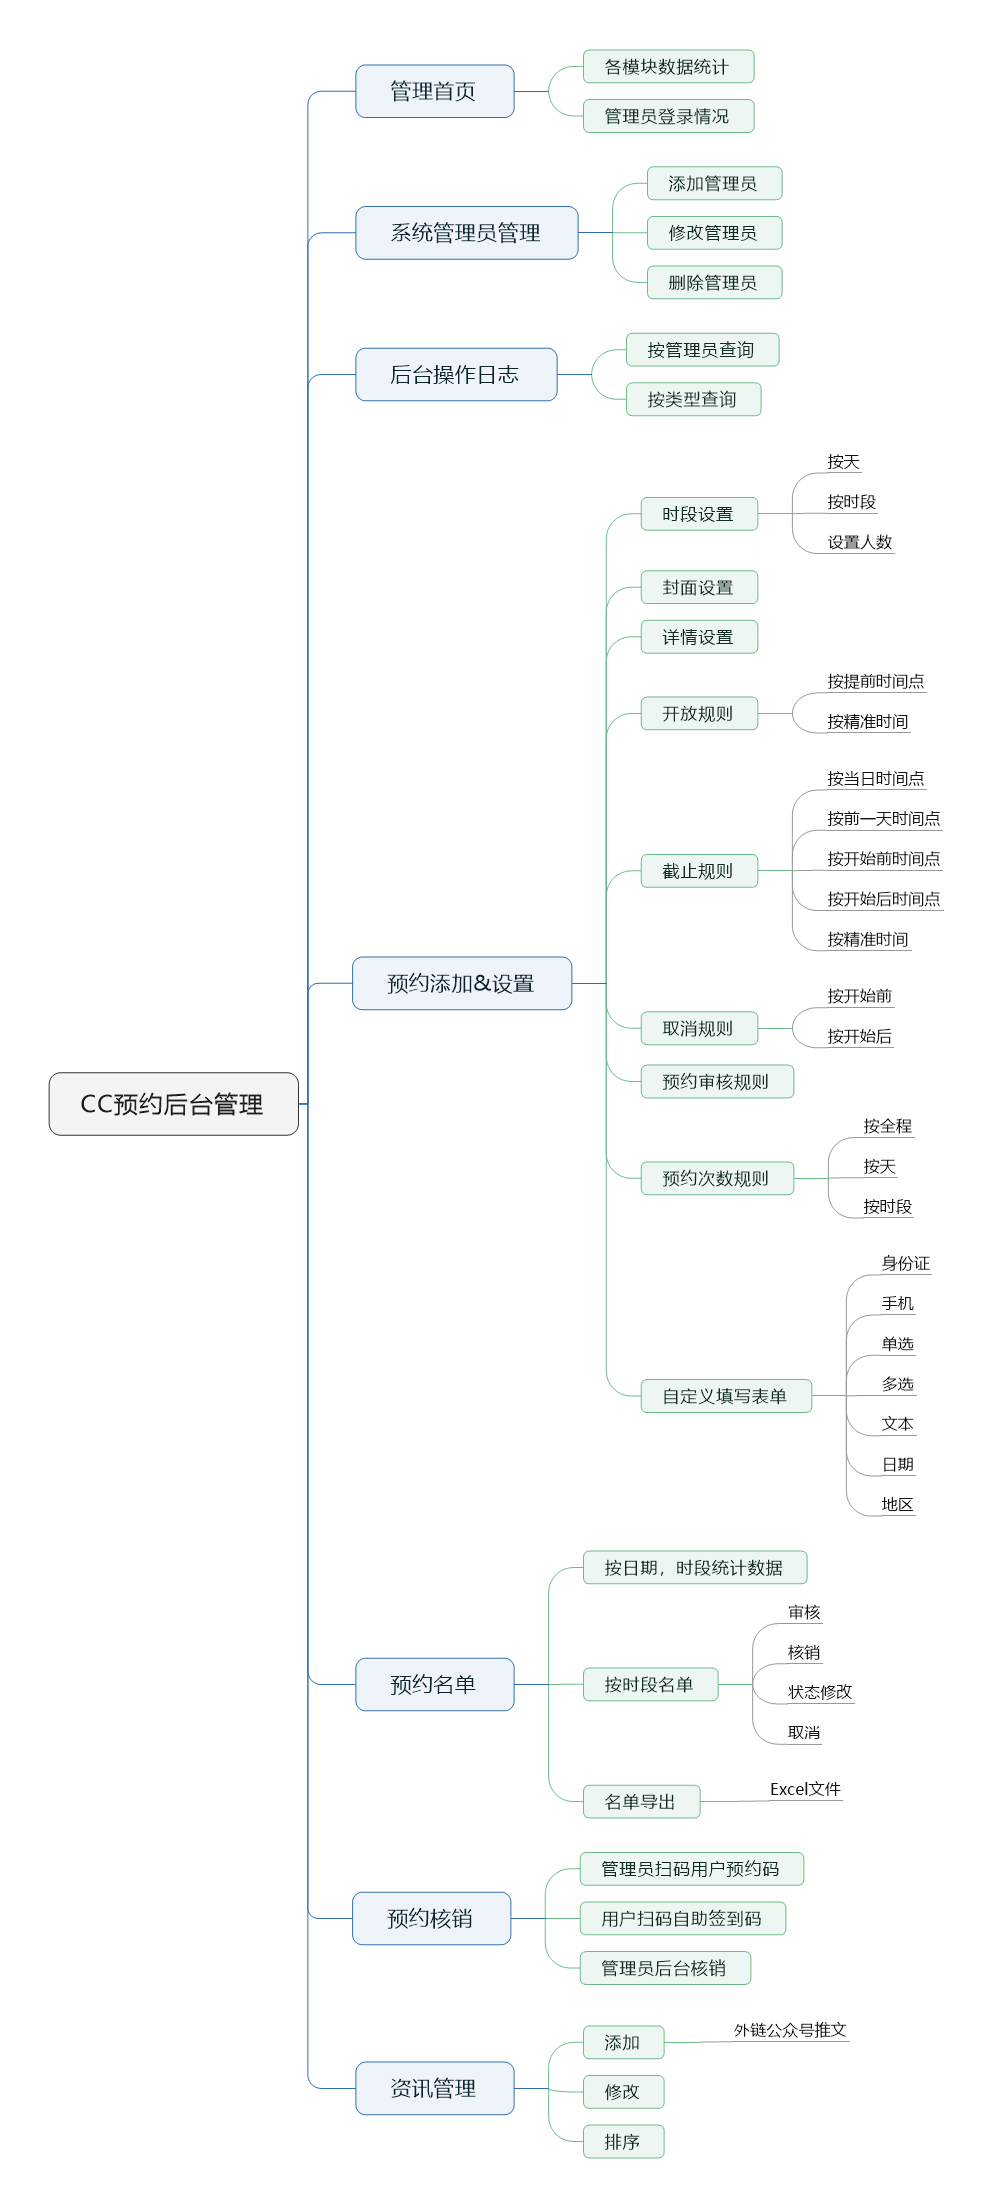 CC预约后台管理
管理首页
各模块数据统计
管理员登录情况
系统管理员管理
添加管理员
修改管理员
删除管理员
后台操作日志
按管理员查询
按类型查询
预约添加&设置
时段设置
按天
按时段
设置人数
封面设置
详情设置
开放规则
按提前时间点
按精准时间
截止规则
按当日时间点
按前一天时间点
按开始前时间点
按开始后时间点
按精准时间
取消规则
按开始前
按开始后
预约审核规则
预约次数规则
按全程
按天
按时段
自定义填写表单
身份证
手机
单选
多选
文本
日期
地区
预约名单
按日期，时段统计数据
按时段名单
审核
核销
状态修改
取消
名单导出
Excel文件
预约核销
管理员扫码用户预约码
用户扫码自助签到码
管理员后台核销
资讯管理
添加
外链公众号推文
修改
排序